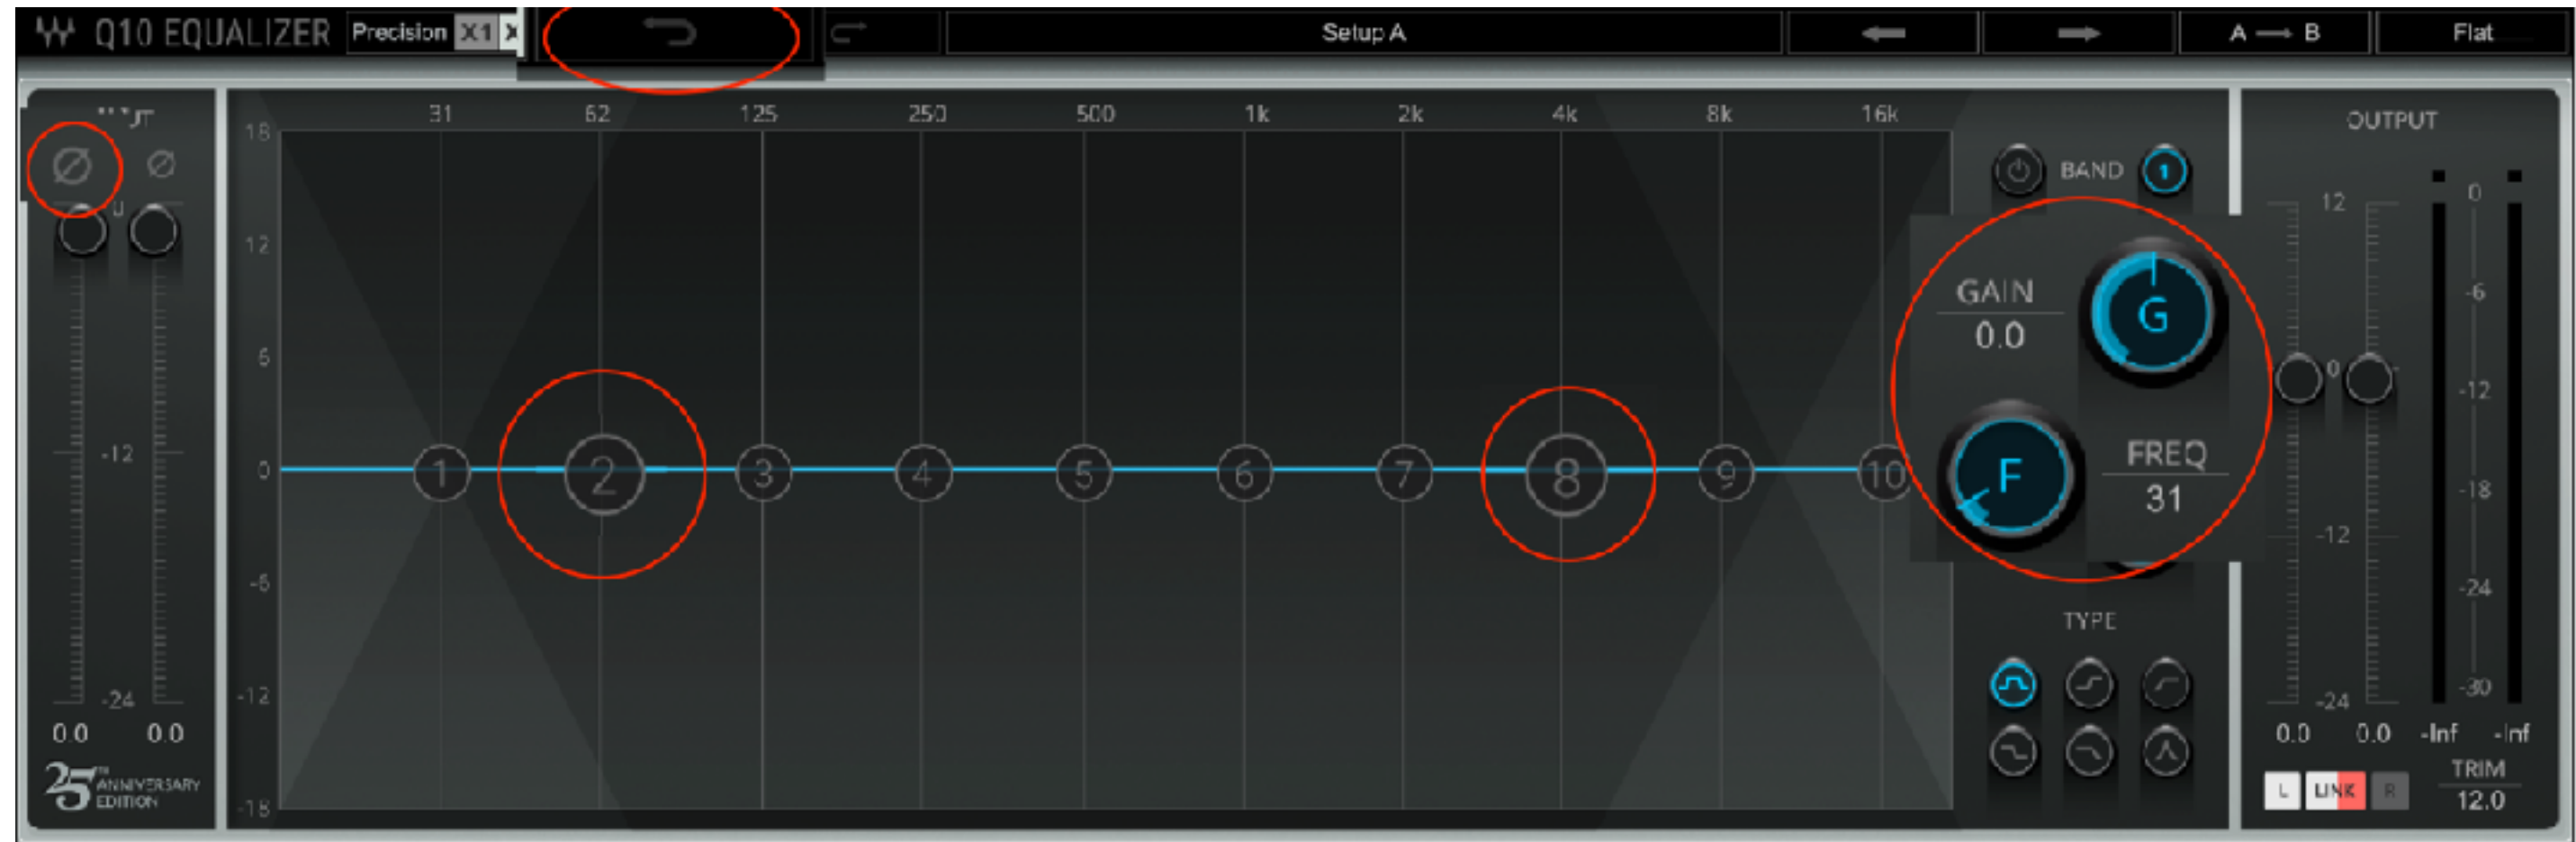 Q10 EQUALIZER Precision X1 Setup A A B Flat
31 62 125 250 500 1k 2k 4k 8k 16k
OUTPUT
18
12
6
0
-6
-12
-18
-12
-24
0.0 0.0
25TH ANNIVERSARY
EDITION
1 2 3 4 5 6 7 8 9 10
BAND 1
GAIN
0.0
G
F
FREQ
31
TYPE
12
0
-12
-24
0
-6
-12
-18
-24
-30
0.0 0.0 -Inf -Inf
L LINK R
TRIM
12.0